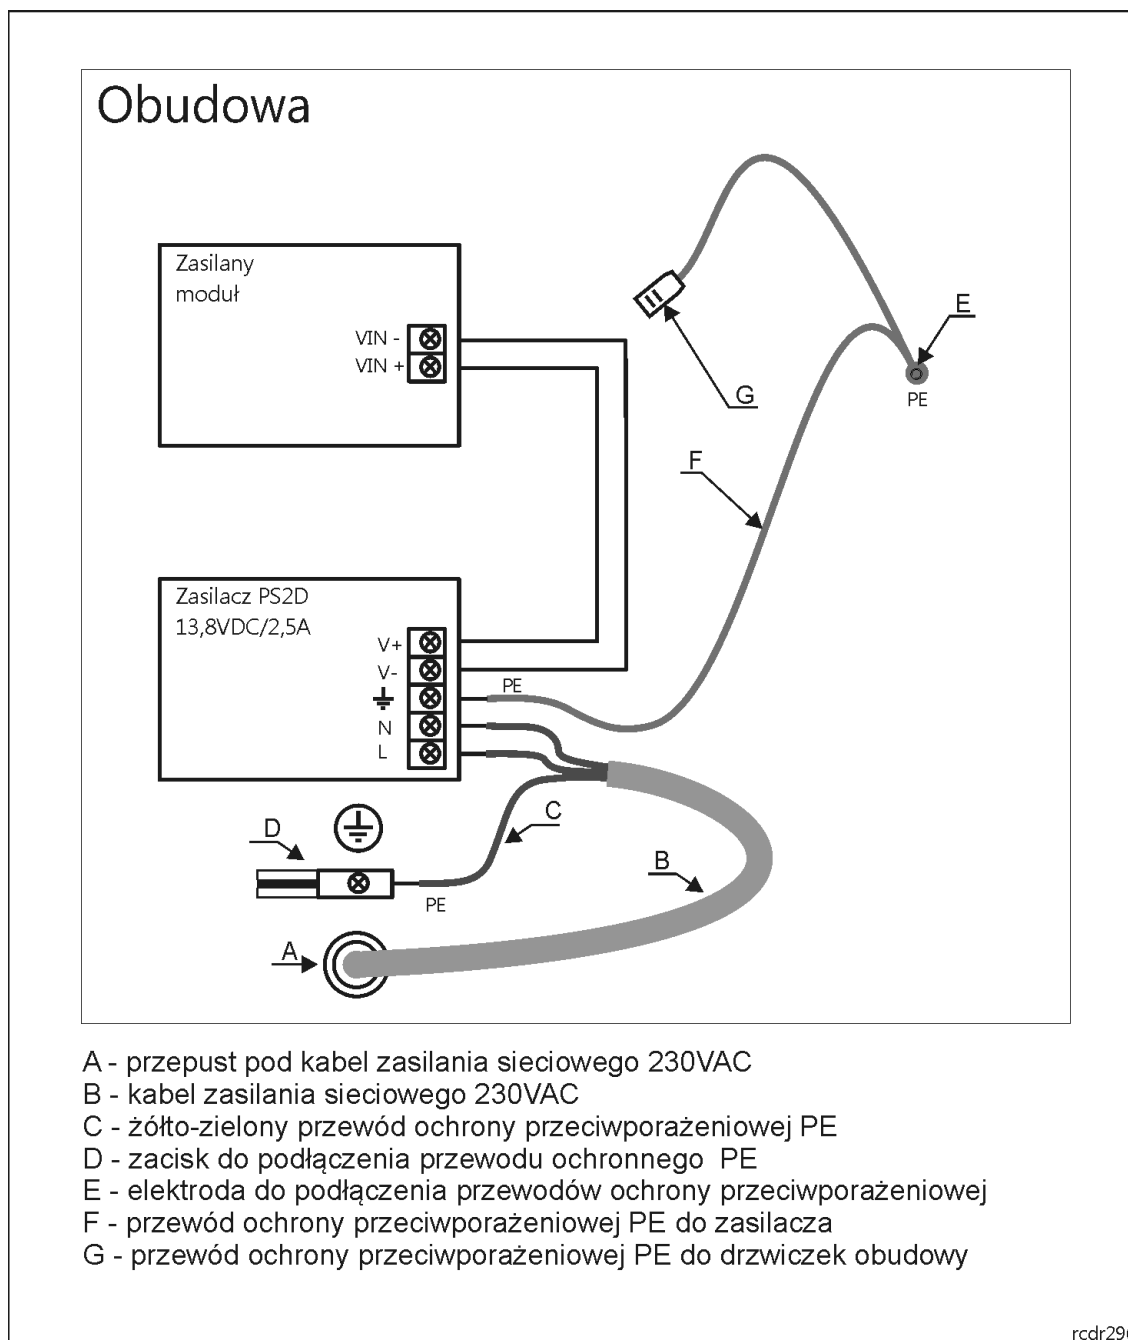 Obudowa
Zasilany
moduł
VIN -
VIN +
E
PE
G
F
Zasilacz PS2D
13,8VDC/2,5A
V+
V-
PE
N
L
C
D
B
PE
A
A - przepust pod kabel zasilania sieciowego 230VAC
B - kabel zasilania sieciowego 230VAC
C - żółto-zielony przewód ochrony przeciwporażeniowej PE
D - zacisk do podłączenia przewodu ochronnego PE
E - elektroda do podłączenia przewodów ochrony przeciwporażeniowej
F - przewód ochrony przeciwporażeniowej PE do zasilacza
G - przewód ochrony przeciwporażeniowej PE do drzwiczek obudowy